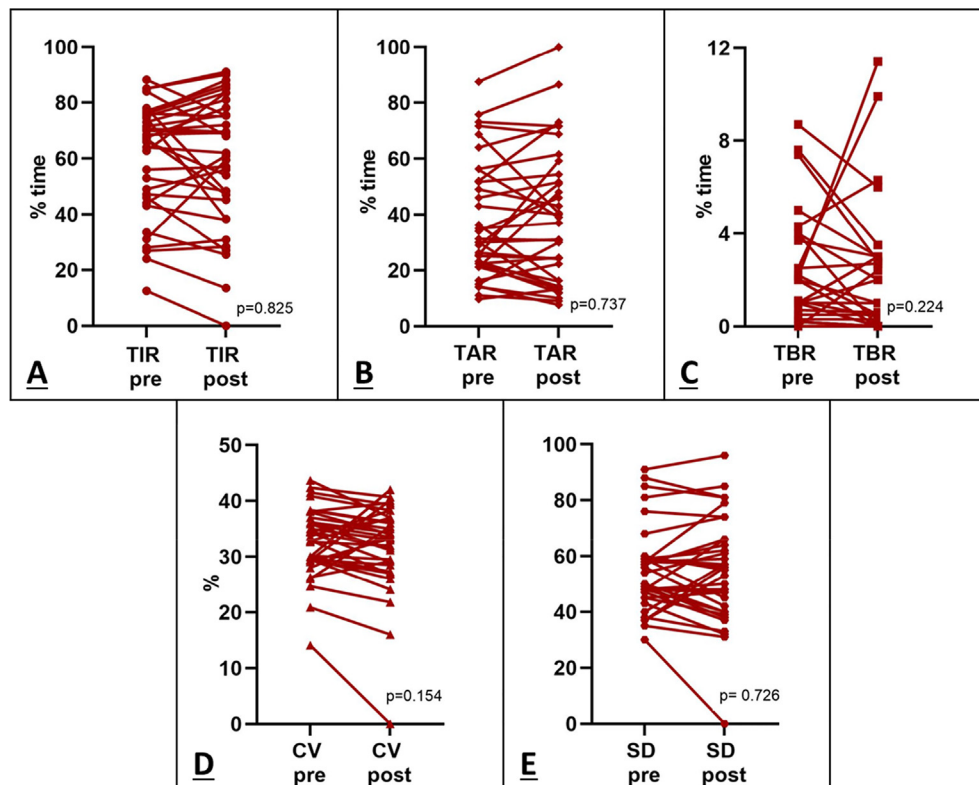 100
80
60
40
20
0
% time
TIR pre
TIR post
p=0.825
A
100
80
60
40
20
0
% time
TAR pre
TAR post
p=0.737
B
12
8
4
0
% time
TBR pre
TBR post
p=0.224
C
50
40
30
20
10
0
%
CV pre
CV post
p=0.154
D
100
80
60
40
20
0
SD pre
SD post
p= 0.726
E